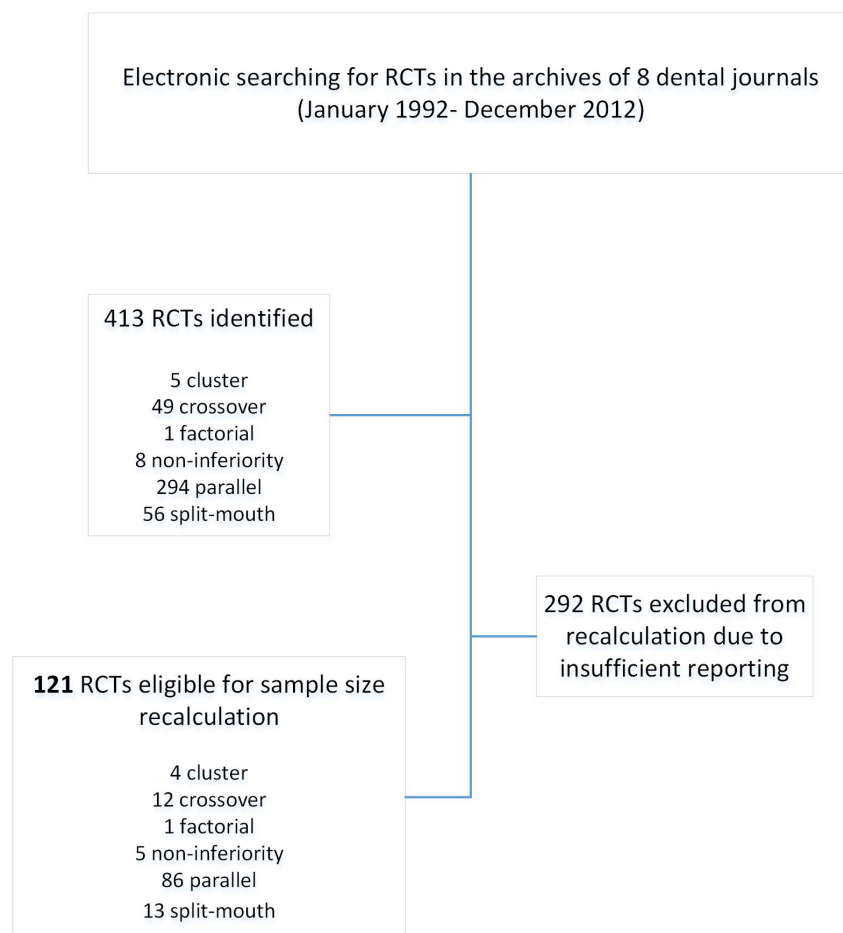 Electronic searching for RCTs in the archives of 8 dental journals
(January 1992- December 2012)
413 RCTs identified
5 cluster
49 crossover
1 factorial
8 non-inferiority
294 parallel
56 split-mouth
292 RCTs excluded from
recalculation due to
insufficient reporting
121 RCTs eligible for sample size
recalculation
4 cluster
12 crossover
1 factorial
5 non-inferiority
86 parallel
13 split-mouth